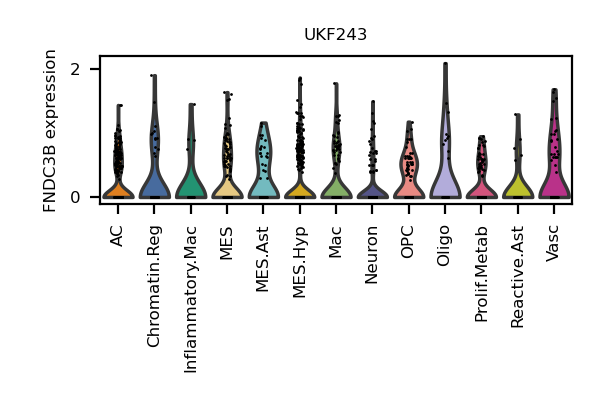 UKF243
FNDC3B expression
2
0
AC
Chromatin.Reg
Inflammatory.Mac
MES
MES.Ast
MES.Hyp
Mac
Neuron
OPC
Oligo
Prolif.Metab
Reactive.Ast
Vasc